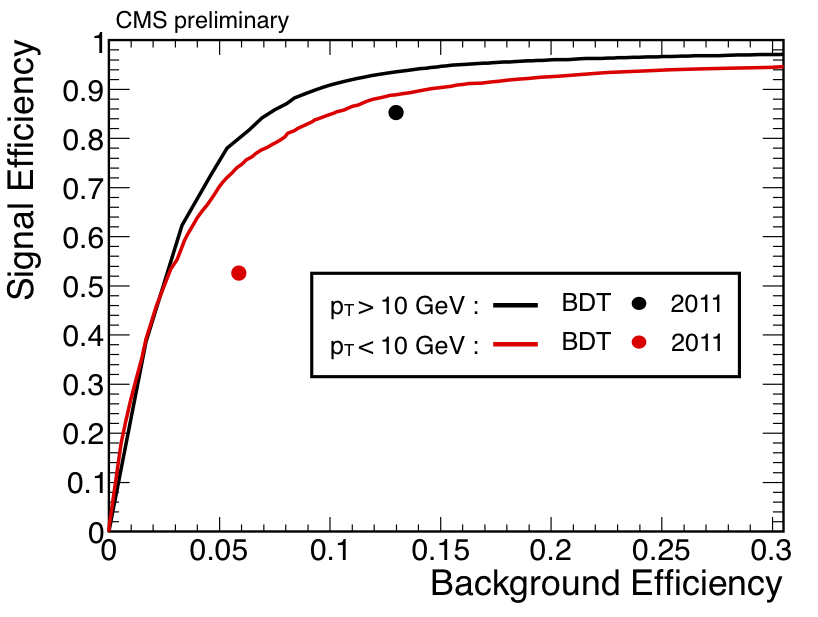 CMS preliminary
Signal Efficiency
1
0.9
0.8
0.7
0.6
0.5
0.4
0.3
0.2
0.1
0
pT > 10 GeV : BDT 2011
pT < 10 GeV : BDT 2011
0 0.05 0.1 0.15 0.2 0.25 0.3
Background Efficiency